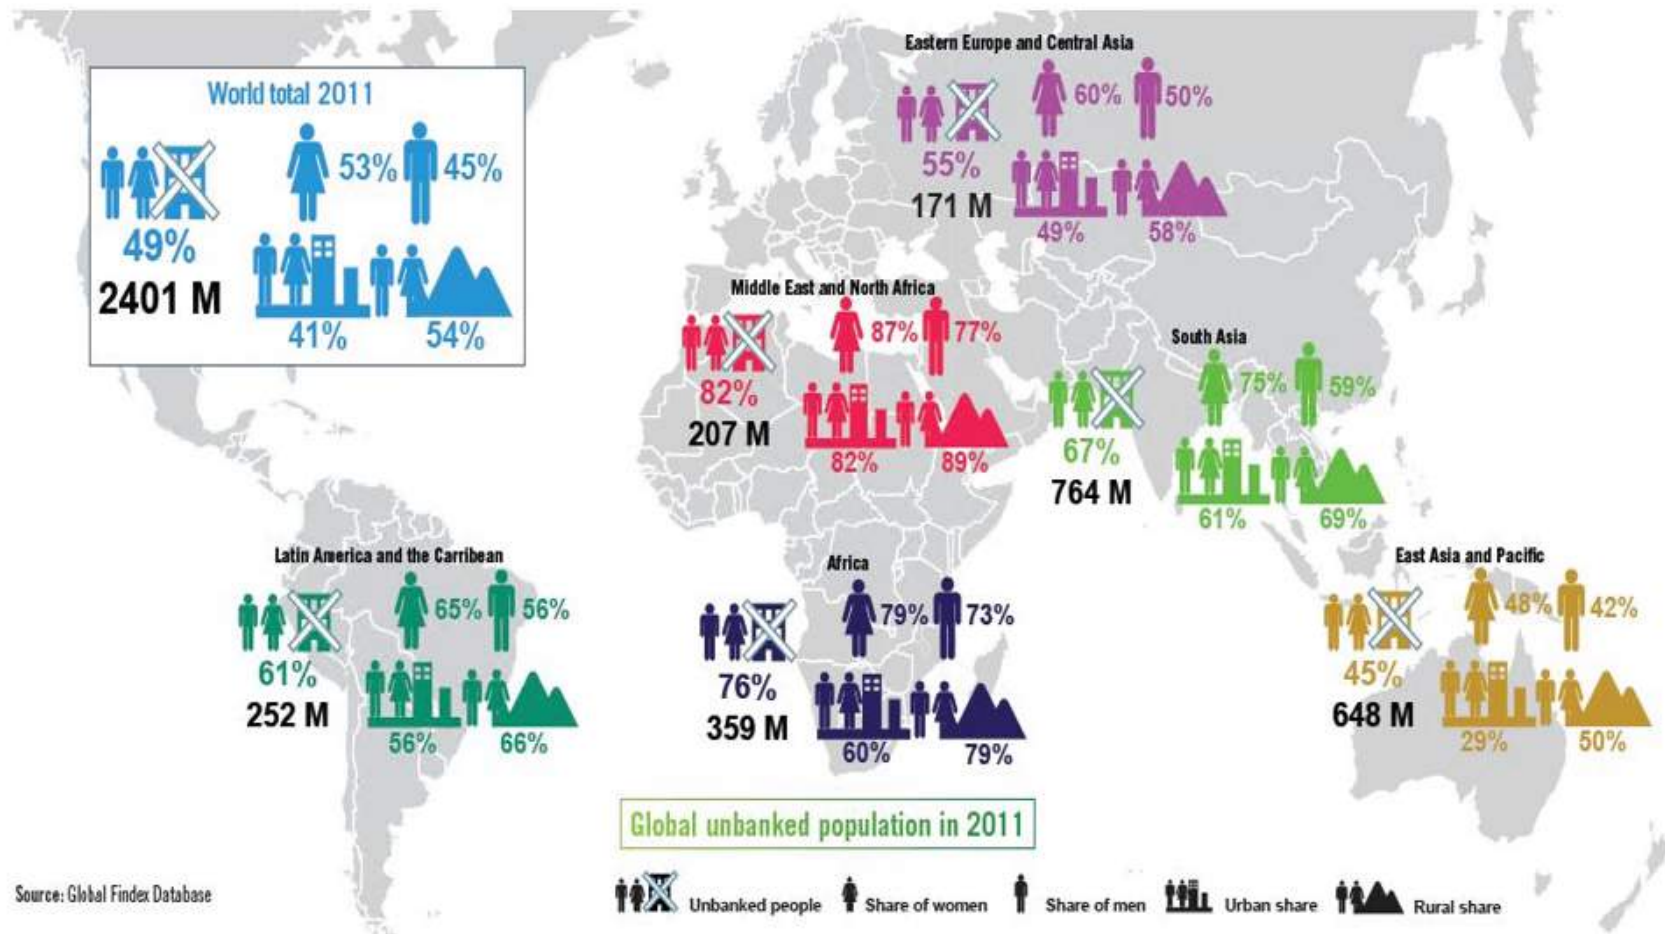 World total 2011
53% 45%
49%
2401 M
41% 54%
Eastern Europe and Central Asia
60% 50%
55%
171 M
49% 58%
Middle East and North Africa
87% 77%
82%
207 M
82% 89%
South Asia
75% 59%
67%
764 M
61% 69%
Latin America and the Carribean
65% 56%
61%
252 M
56% 66%
Africa
79% 73%
76%
359 M
60% 79%
East Asia and Pacific
48% 42%
45%
648 M
29% 50%
Global unbanked population in 2011
Source: Global Findex Database
Unbanked people Share of women Share of men Urban share Rural share